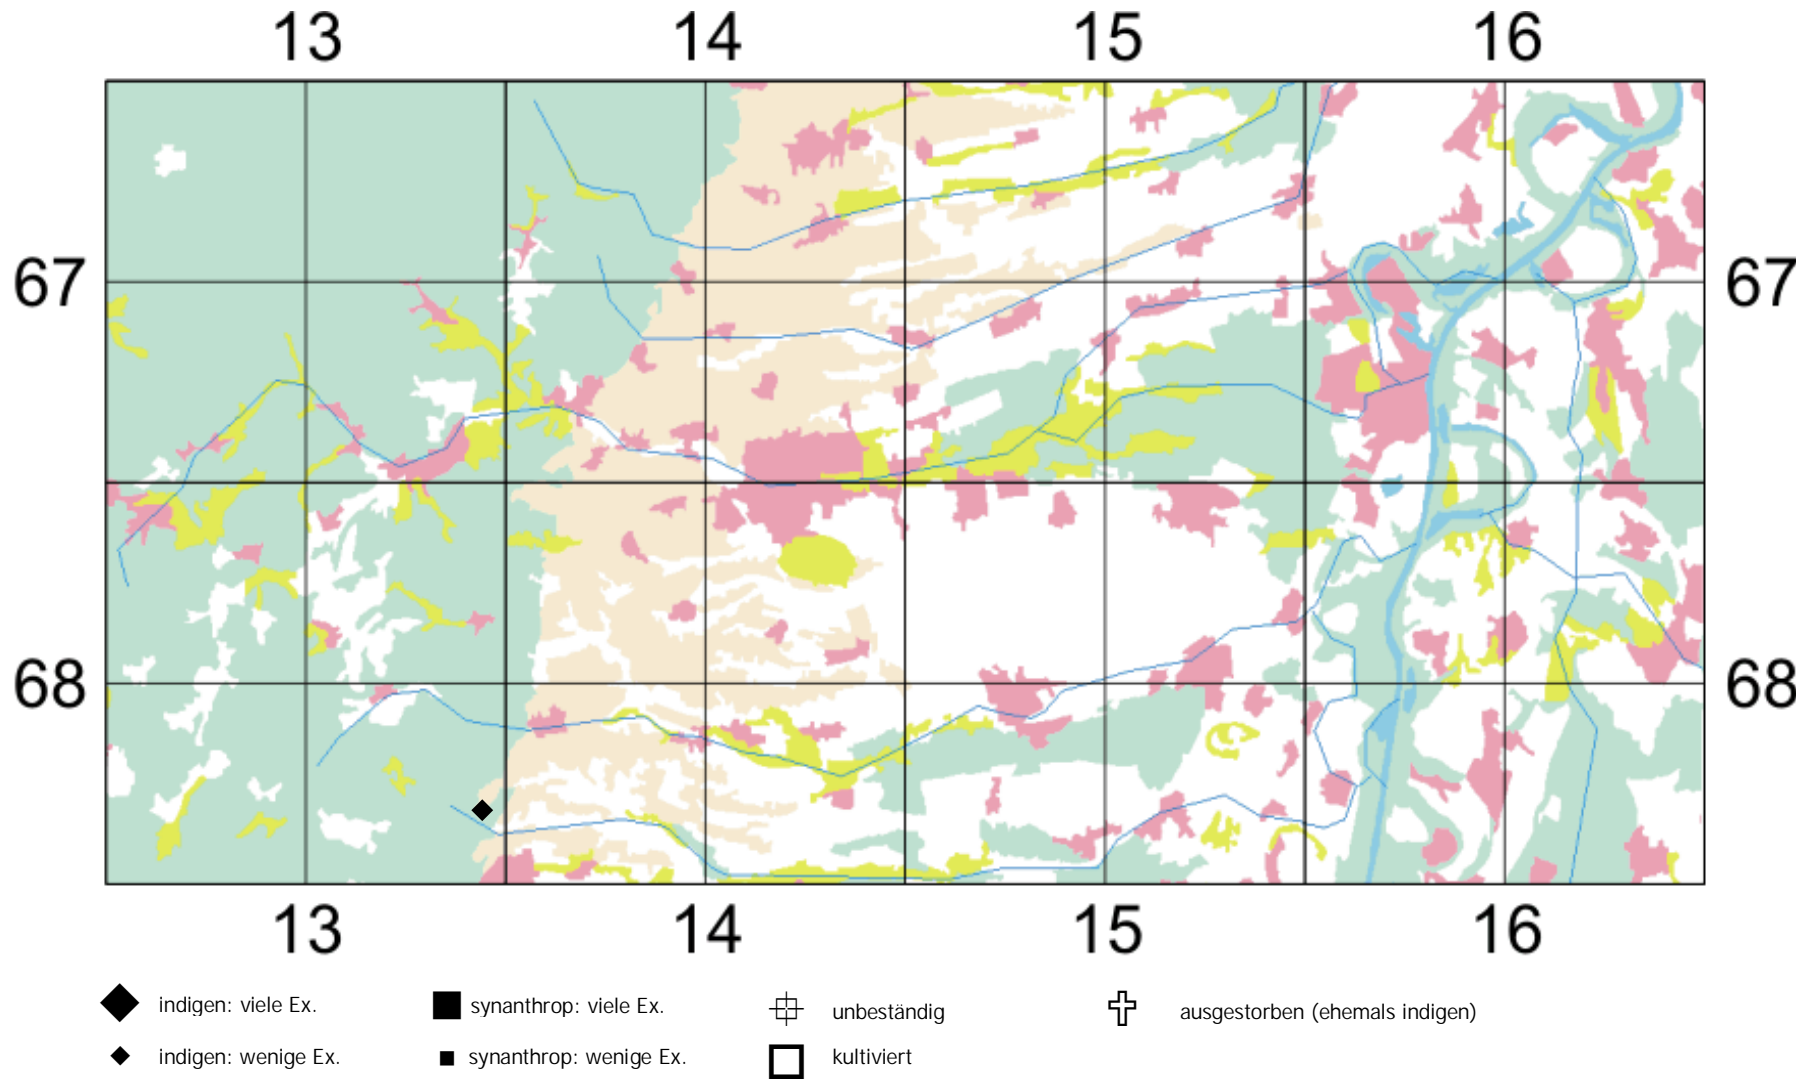 13 14 15 16
67 67
68 68
13 14 15 16
indigen: viele Ex. synanthrop: viele Ex. unbeständig ausgestorben (ehemals indigen)
indigen: wenige Ex. synanthrop: wenige Ex. kultiviert